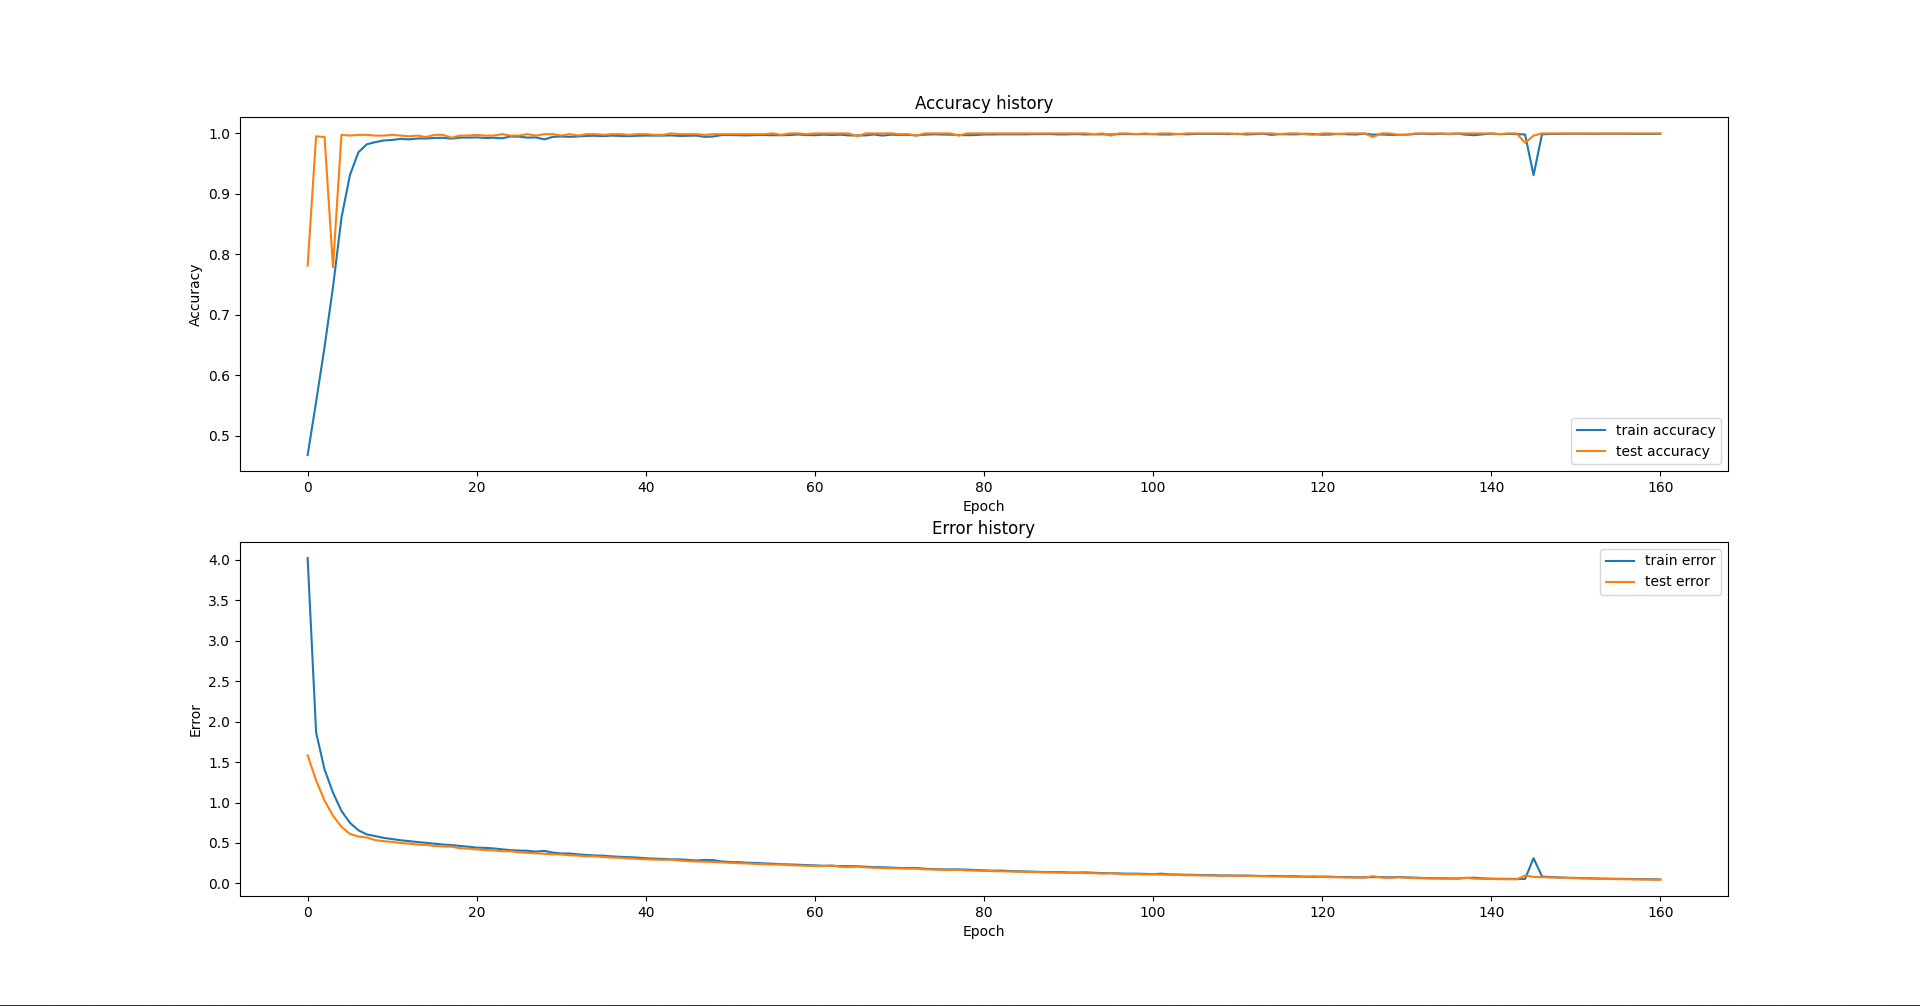 Accuracy history
1.0
0.9
0.8
0.7
0.6
0.5
Accuracy
train accuracy
test accuracy
0 20 40 60 80 100 120 140 160
Epoch
Error history
4.0
3.5
3.0
2.5
2.0
1.5
1.0
0.5
0.0
Error
train error
test error
0 20 40 60 80 100 120 140 160
Epoch